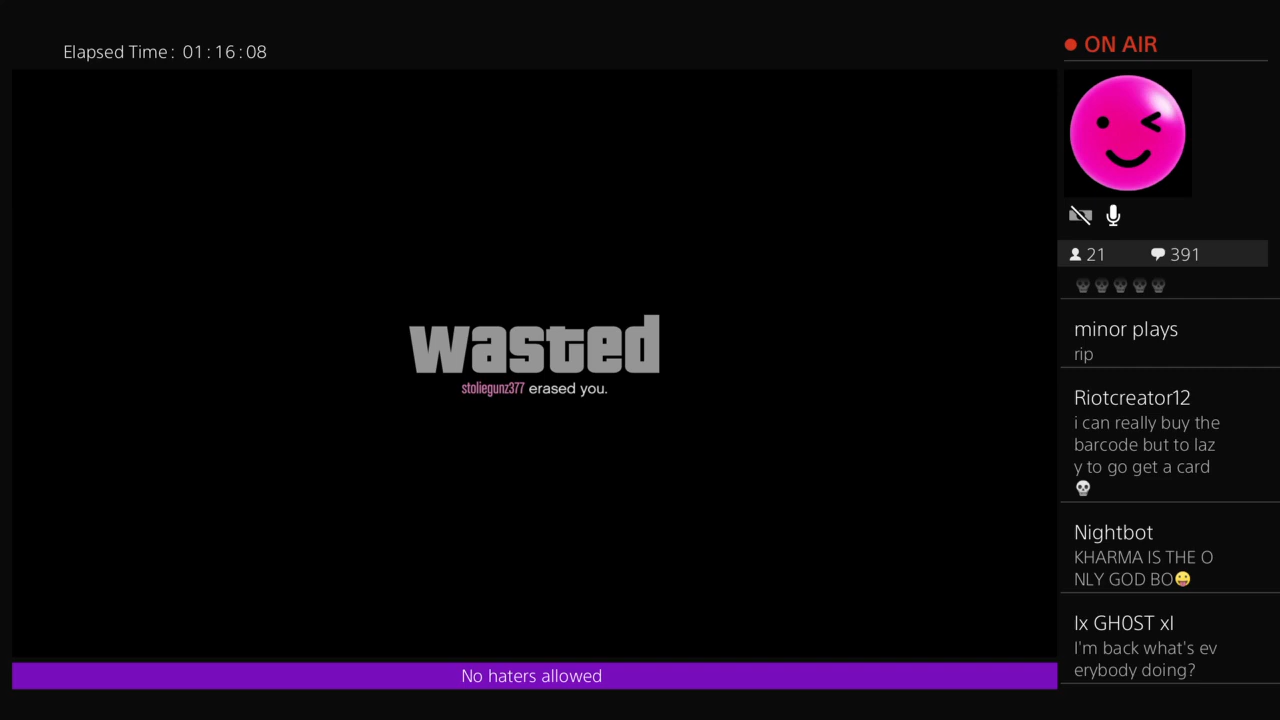 Elapsed Time: 01:16:08
wasted
stoliegunz377 erased you.
No haters allowed
ON AIR
21 391
💀💀💀💀💀
minor plays
rip
Riotcreator12
i can really buy the
barcode but to laz
y to go get a card
💀
Nightbot
KHARMA IS THE O
NLY GOD BO😜
Ix GH0ST xI
I'm back what's ev
erybody doing?